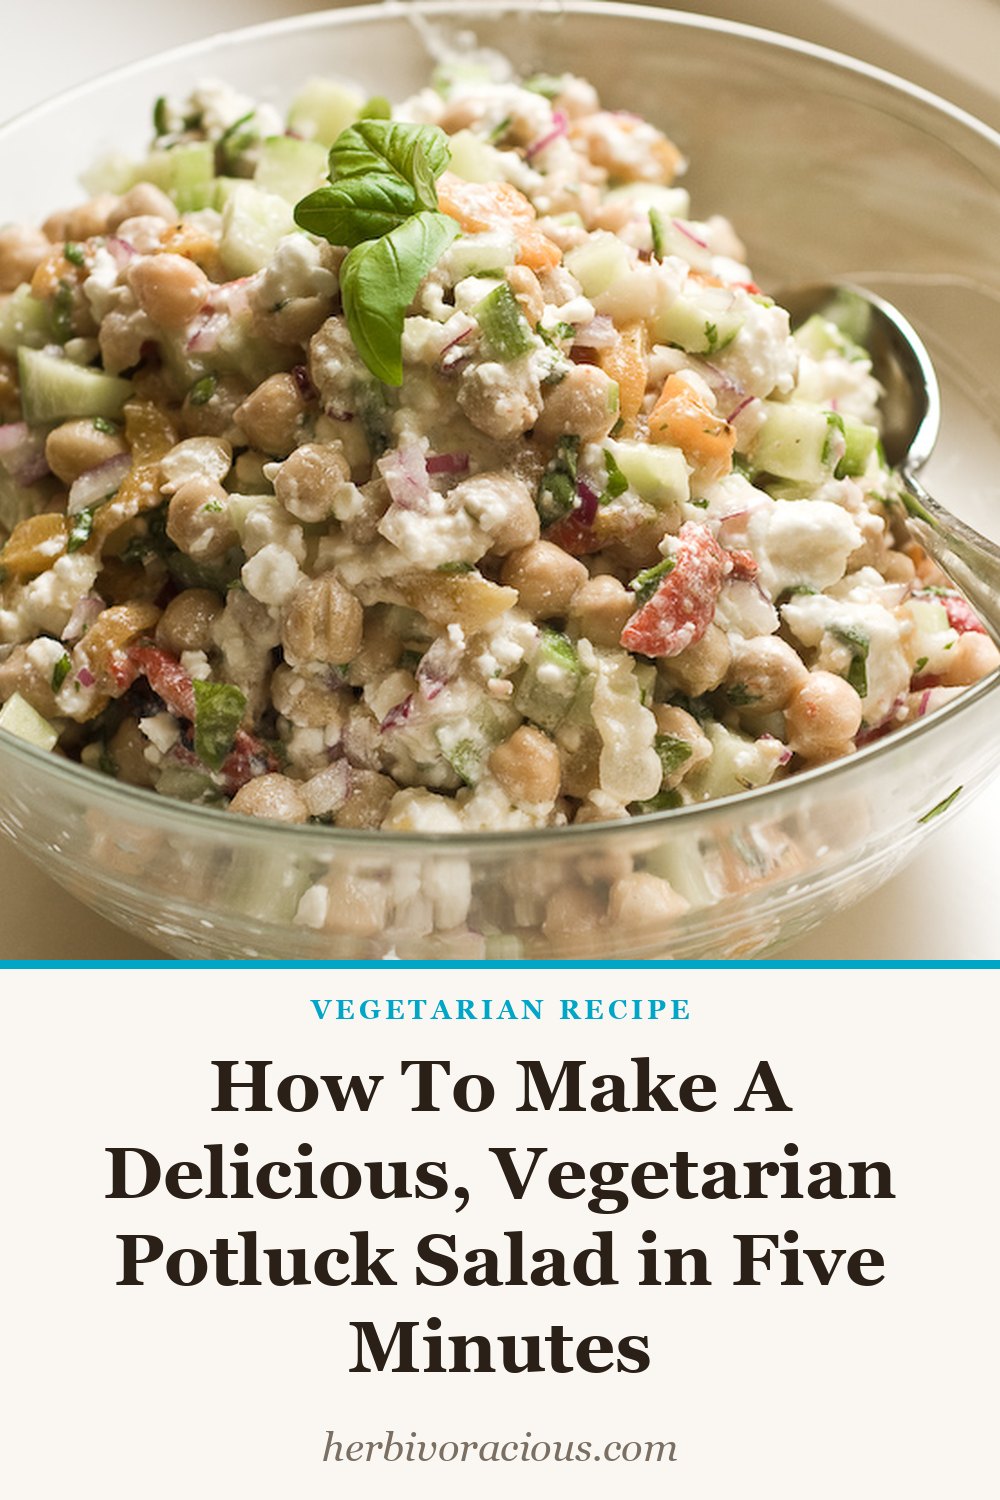 VEGETARIAN RECIPE
How To Make A
Delicious, Vegetarian
Potluck Salad in Five
Minutes
herbivoracious.com